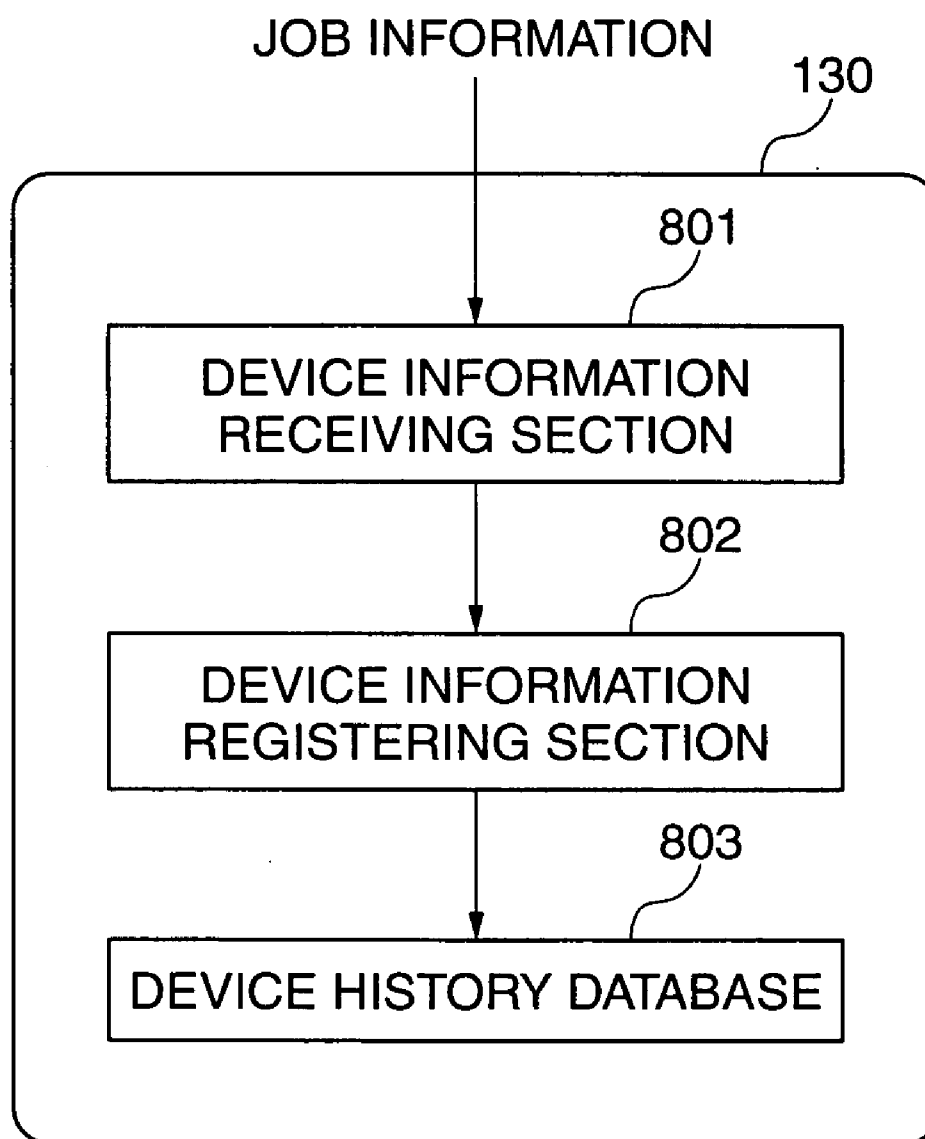 JOB INFORMATION
130
801
DEVICE INFORMATION
RECEIVING SECTION
802
DEVICE INFORMATION
REGISTERING SECTION
803
DEVICE HISTORY DATABASE